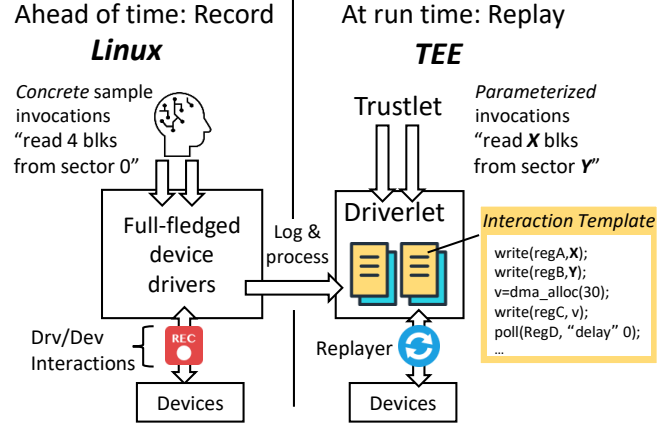 Ahead of time: Record
Linux
Concrete sample
invocations
“read 4 blks
from sector 0”
Full-fledged
device
drivers
Drv/Dev
Interactions
REC
Devices
Log &
process
At run time: Replay
TEE
Trustlet
Parameterized
invocations
“read X blks
from sector Y”
Driverlet
Replayer
Devices
Interaction Template
write(regA,X);
write(regB,Y);
v=dma_alloc(30);
write(regC, v);
poll(RegD, “delay” 0);
…